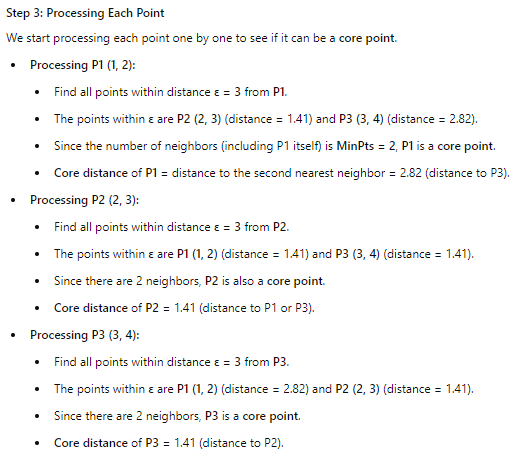 Step 3: Processing Each Point
We start processing each point one by one to see if it can be a core point.
• Processing P1 (1, 2):
• Find all points within distance ε = 3 from P1.
• The points within ε are P2 (2, 3) (distance = 1.41) and P3 (3, 4) (distance = 2.82).
• Since the number of neighbors (including P1 itself) is MinPts = 2, P1 is a core point.
• Core distance of P1 = distance to the second nearest neighbor = 2.82 (distance to P3).
• Processing P2 (2, 3):
• Find all points within distance ε = 3 from P2.
• The points within ε are P1 (1, 2) (distance = 1.41) and P3 (3, 4) (distance = 1.41).
• Since there are 2 neighbors, P2 is also a core point.
• Core distance of P2 = 1.41 (distance to P1 or P3).
• Processing P3 (3, 4):
• Find all points within distance ε = 3 from P3.
• The points within ε are P1 (1, 2) (distance = 2.82) and P2 (2, 3) (distance = 1.41).
• Since there are 2 neighbors, P3 is a core point.
• Core distance of P3 = 1.41 (distance to P2).